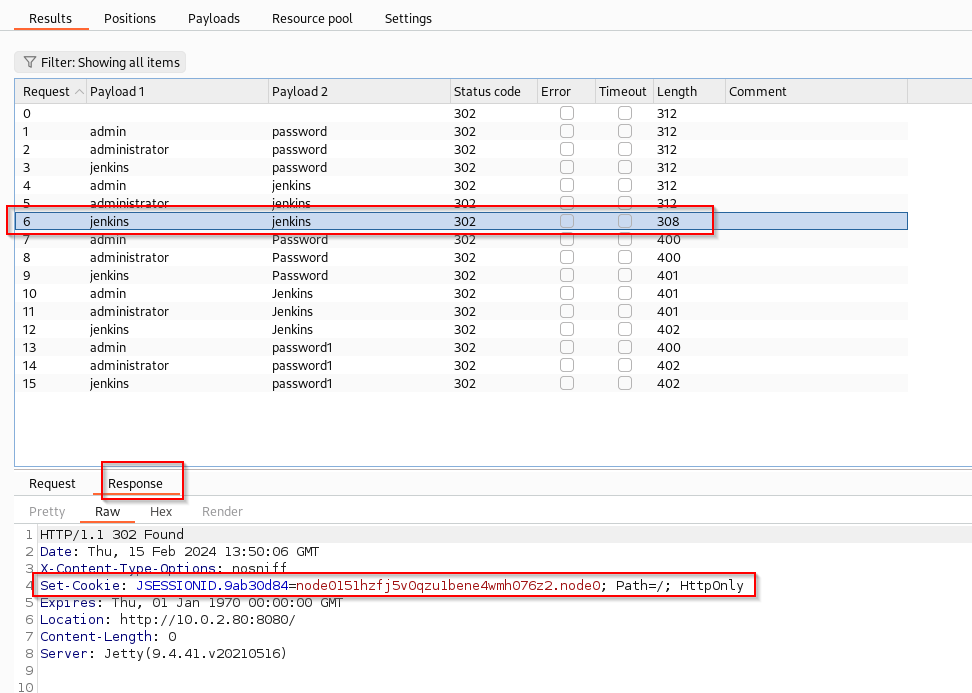 Results Positions Payloads Resource pool Settings
Filter: Showing all items
Request Payload 1 Payload 2 Status code Error Timeout Length Comment
0 302 312
1 admin password 302 312
2 administrator password 302 312
3 jenkins password 302 312
4 admin jenkins 302 312
5 administrator jenkins 302 312
6 jenkins jenkins 302 308
7 admin Password 302 400
8 administrator Password 302 400
9 jenkins Password 302 401
10 admin Jenkins 302 401
11 administrator Jenkins 302 401
12 jenkins Jenkins 302 402
13 admin password1 302 400
14 administrator password1 302 402
15 jenkins password1 302 402
Request Response
Pretty Raw Hex Render
1 HTTP/1.1 302 Found
2 Date: Thu, 15 Feb 2024 13:50:06 GMT
3 X-Content-Type-Options: nosniff
4 Set-Cookie: JSESSIONID.9ab30d84=node0151hzfj5v0qzu1bene4wmh076z2.node0; Path=/; HttpOnly
5 Expires: Thu, 01 Jan 1970 00:00:00 GMT
6 Location: http://10.0.2.80:8080/
7 Content-Length: 0
8 Server: Jetty(9.4.41.v20210516)
9
10